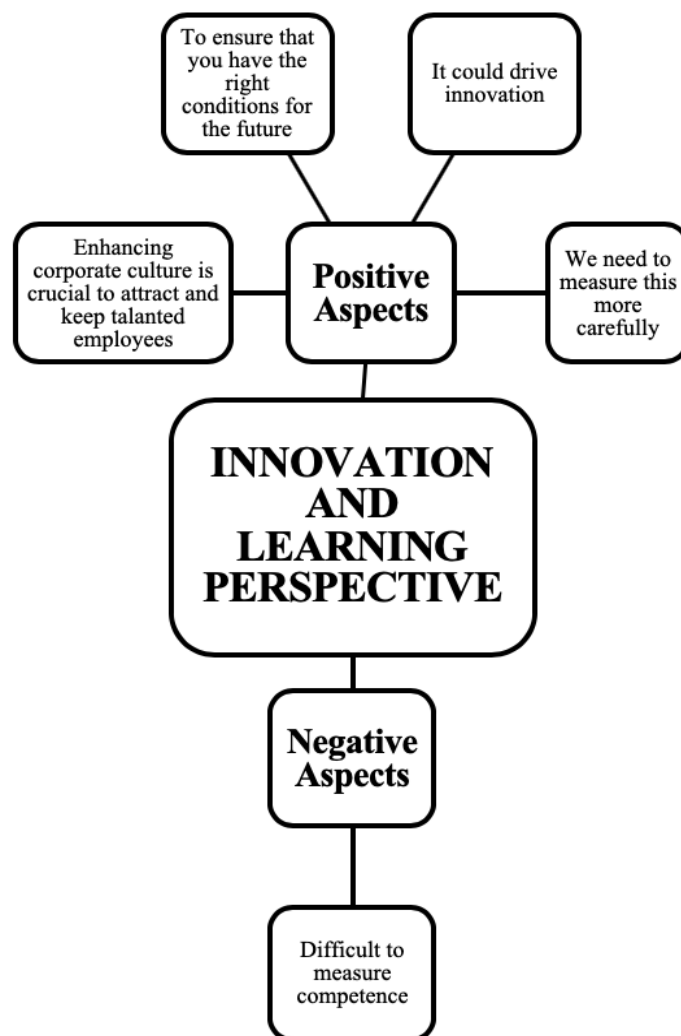 To ensure that
you have the
right
conditions for
the future
It could drive
innovation
Enhancing
corporate culture is
crucial to attract and
keep talanted
employees
Positive
Aspects
We need to
measure this
more
carefully
INNOVATION
AND
LEARNING
PERSPECTIVE
Negative
Aspects
Difficult to
measure
competence